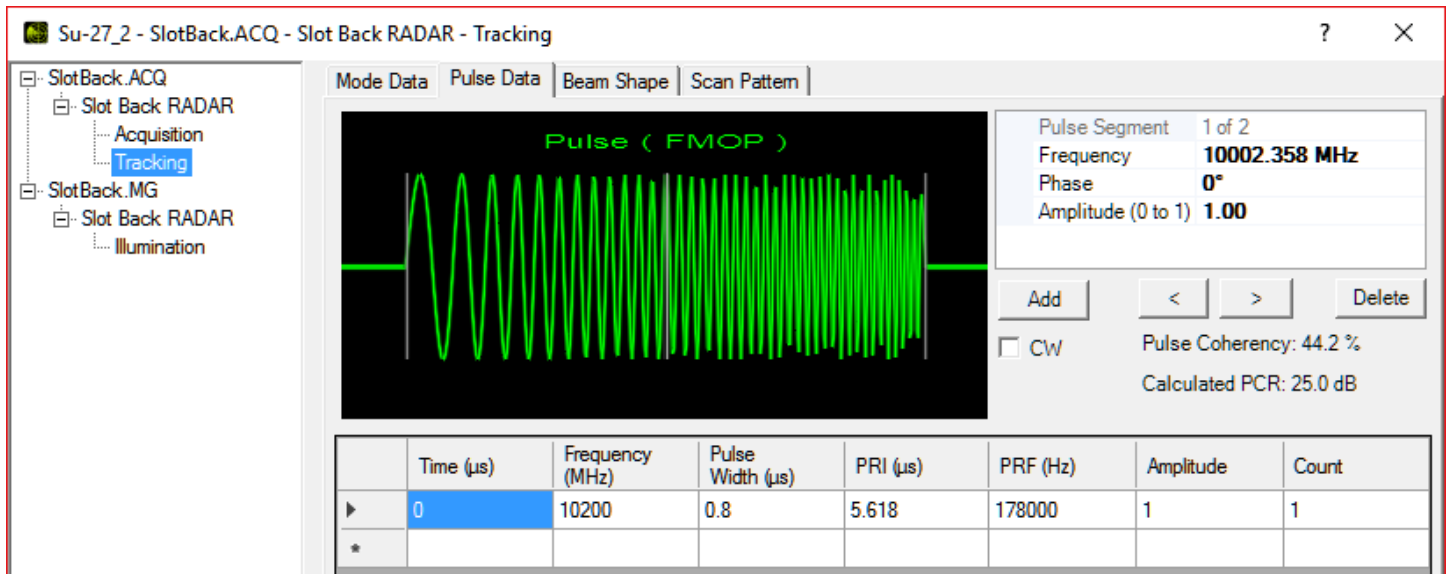 Su-27_2 - SlotBack.ACQ - Slot Back RADAR - Tracking
?
SlotBack.ACQ
Slot Back RADAR
Acquisition
Tracking
SlotBack.MG
Slot Back RADAR
Illumination
Mode Data Pulse Data Beam Shape Scan Pattern
Pulse ( FMOP )
Pulse Segment 1 of 2
Frequency 10002.358 MHz
Phase 0°
Amplitude (0 to 1) 1.00
Add < > Delete
CW Pulse Coherency: 44.2 %
Calculated PCR: 25.0 dB
Time (µs) Frequency (MHz) Pulse Width (µs) PRI (µs) PRF (Hz) Amplitude Count
0 10200 0.8 5.618 178000 1 1
*